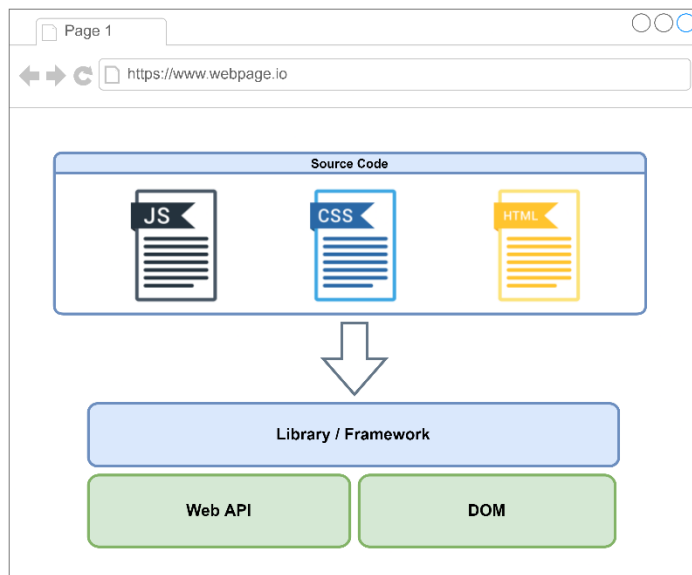 Page 1
https://www.webpage.io
Source Code
JS
CSS
HTML
Library / Framework
Web API
DOM